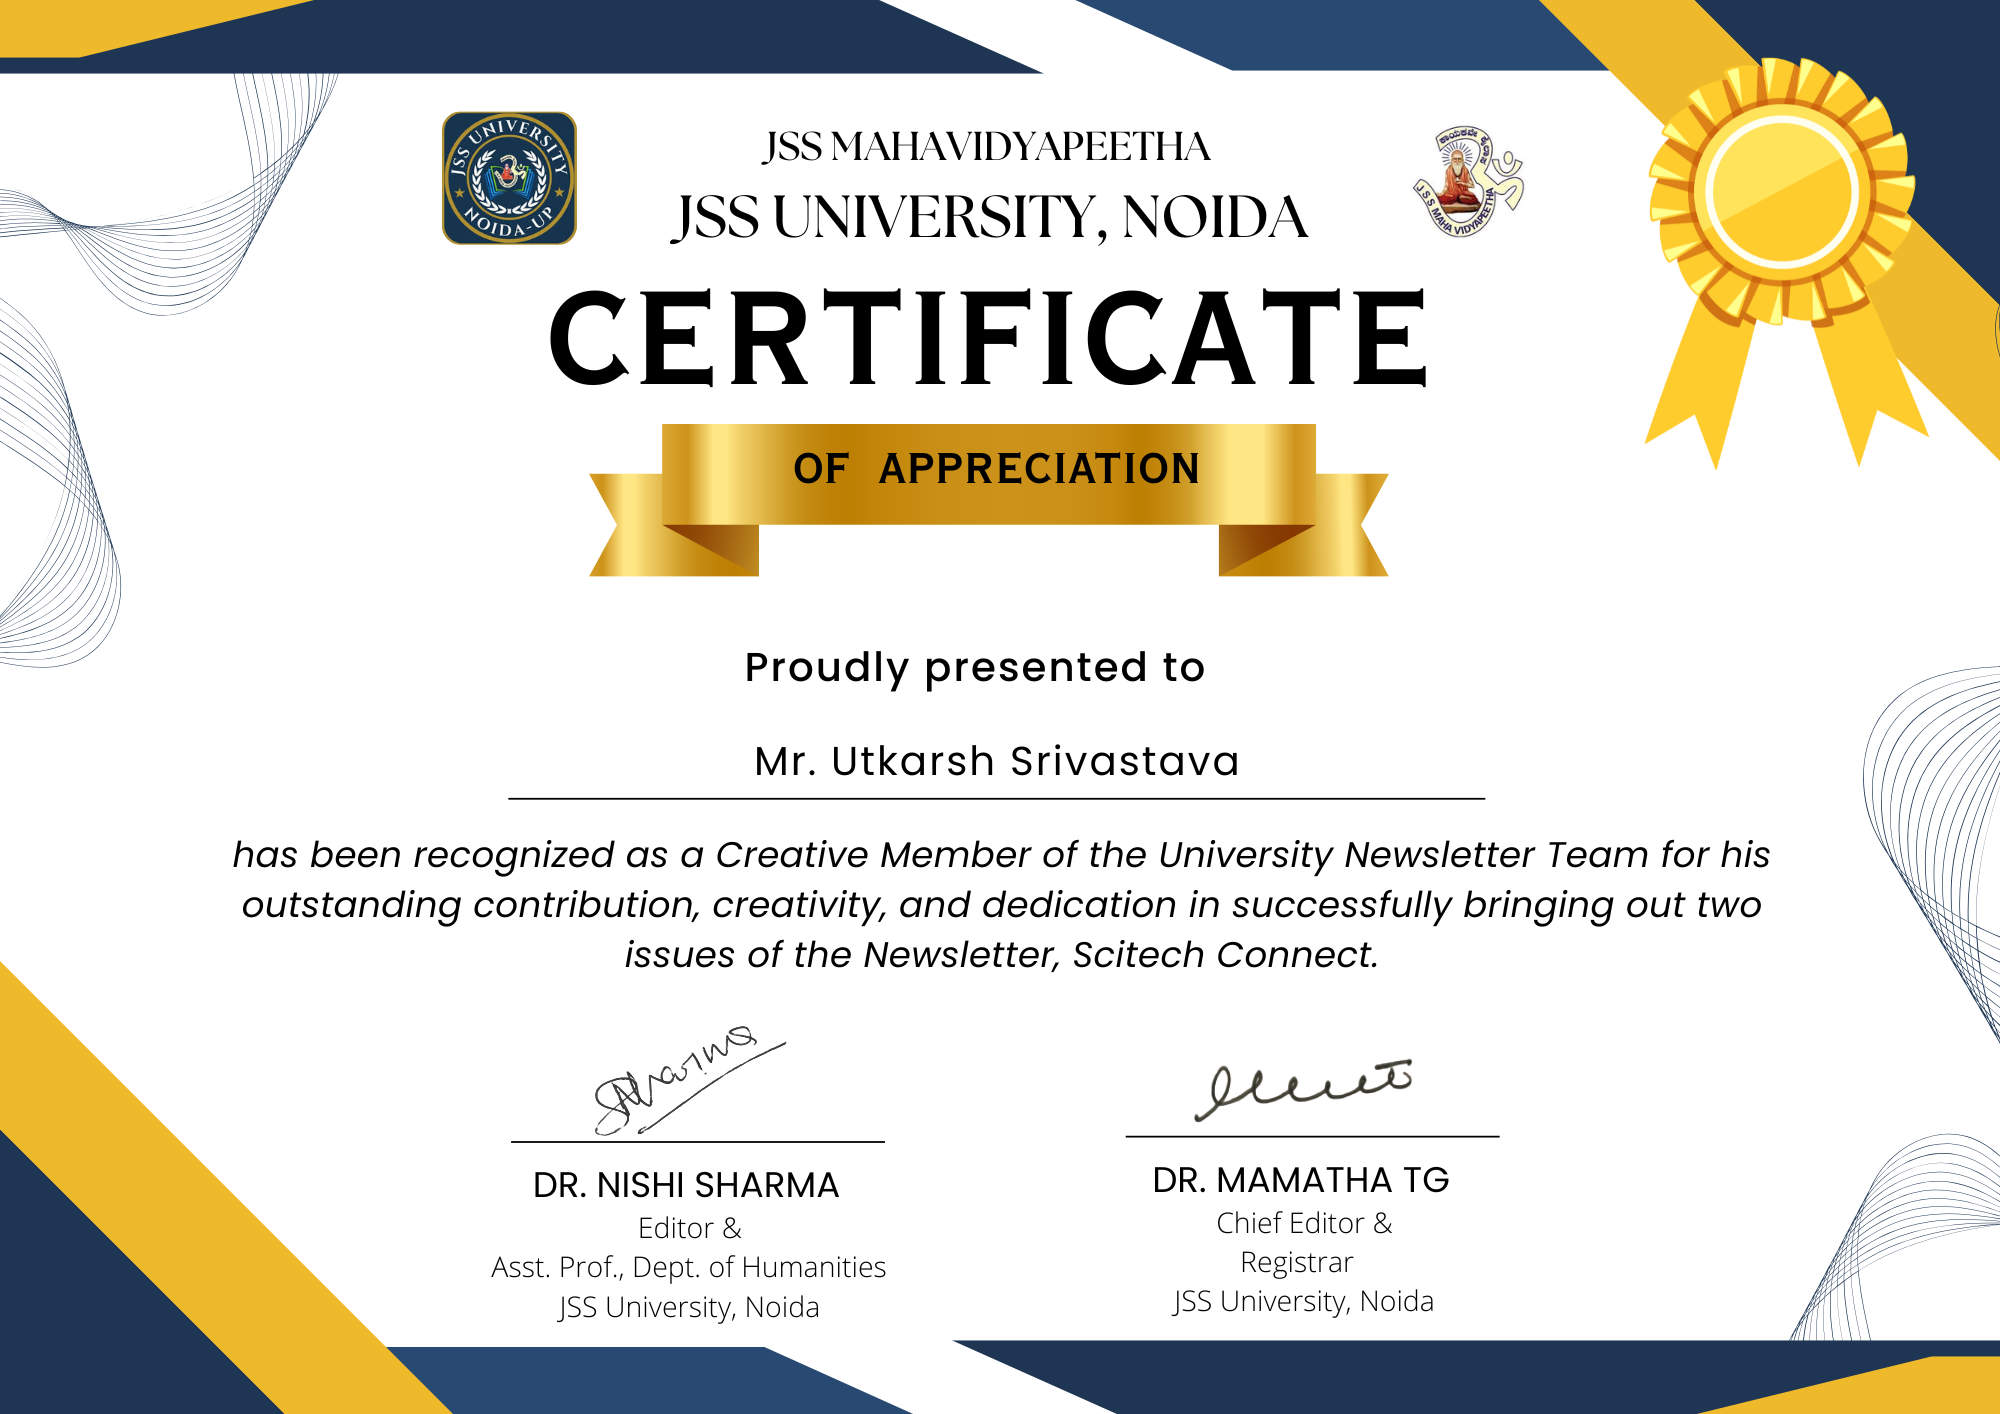 JSS UNIVERSITY
NOIDA-UP
JSS MAHAVIDYAPEETHA
JSS UNIVERSITY, NOIDA
ಕಾಯಕವೇ ಕೈಲಾಸ
JSS MAHA VIDYAPEETHA
CERTIFICATE
OF APPRECIATION
Proudly presented to
Mr. Utkarsh Srivastava
has been recognized as a Creative Member of the University Newsletter Team for his
outstanding contribution, creativity, and dedication in successfully bringing out two
issues of the Newsletter, Scitech Connect.
DR. NISHI SHARMA
Editor &
Asst. Prof., Dept. of Humanities
JSS University, Noida
DR. MAMATHA TG
Chief Editor &
Registrar
JSS University, Noida